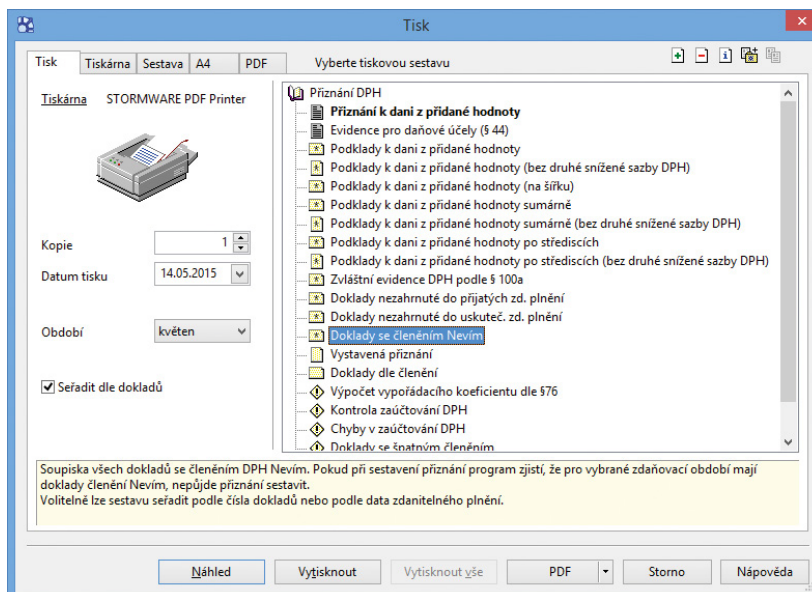 Tisk
Tisk Tiskárna Sestava A4 PDF Vyberte tiskovou sestavu
Tiskárna STORMWARE PDF Printer
Kopie 1
Datum tisku 14.05.2015
Období květen
Seřadit dle dokladů
Přiznání DPH
Přiznání k dani z přidané hodnoty
Evidence pro daňové účely (§ 44)
Podklady k dani z přidané hodnoty
Podklady k dani z přidané hodnoty (bez druhé snížené sazby DPH)
Podklady k dani z přidané hodnoty (na šířku)
Podklady k dani z přidané hodnoty sumárně
Podklady k dani z přidané hodnoty sumárně (bez druhé snížené sazby DPH)
Podklady k dani z přidané hodnoty po střediscích
Podklady k dani z přidané hodnoty po střediscích (bez druhé snížené sazby DPH)
Zvláštní evidence DPH podle § 100a
Doklady nezahrnuté do přijatých zd. plnění
Doklady nezahrnuté do uskuteč. zd. plnění
Doklady se členěním Nevím
Vystavená přiznání
Doklady dle členění
Výpočet vypořádacího koeficientu dle §76
Kontrola zaúčtování DPH
Chyby v zaúčtování DPH
Doklady se špatným členěním
Soupiska všech dokladů se členěním DPH Nevím. Pokud při sestavení přiznání program zjistí, že pro vybrané zdaňovací období mají
doklady členění Nevím, nepůjde přiznání sestavit.
Volitelně lze sestavu seřadit podle čísla dokladů nebo podle data zdanitelného plnění.
Náhled Vytisknout Vytisknout vše PDF Storno Nápověda